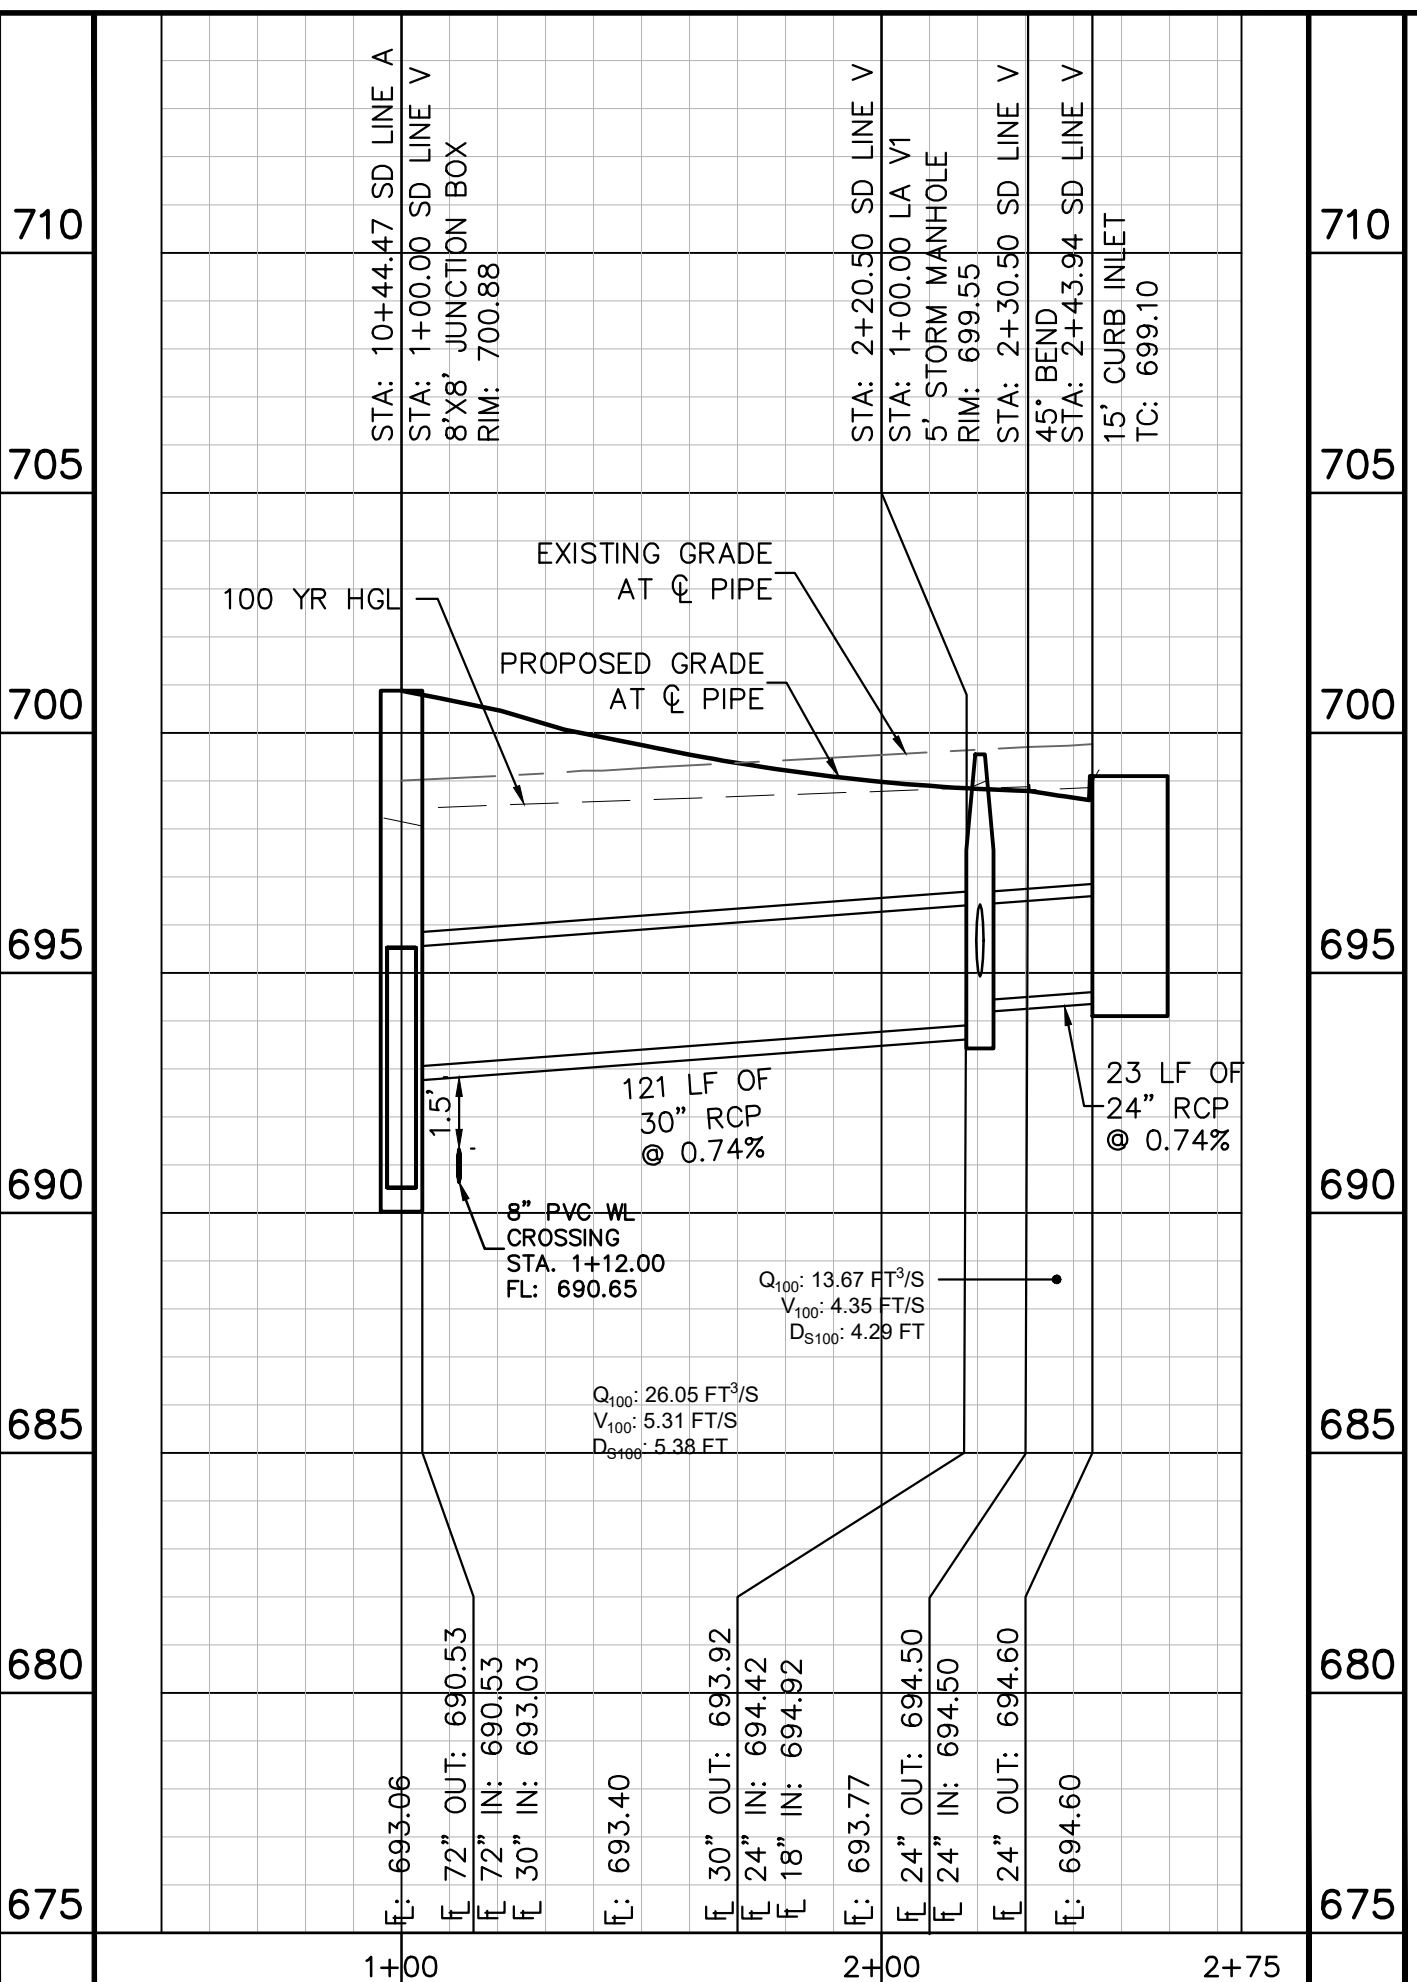 STA: 10+44.47 SD LINE A
STA: 1+00.00 SD LINE V
8'X8' JUNCTION BOX
RIM: 700.88
STA: 2+20.50 SD LINE V
STA: 1+00.00 LA V1
5' STORM MANHOLE
RIM: 699.55
STA: 2+30.50 SD LINE V
45° BEND
STA: 2+43.94 SD LINE V
15' CURB INLET
TC: 699.10
710
710
705
705
EXISTING GRADE
AT ℄ PIPE
100 YR HGL
PROPOSED GRADE
AT ℄ PIPE
700
700
695
695
1.5'
121 LF OF
30" RCP
@ 0.74%
23 LF OF
24" RCP
@ 0.74%
690
690
8" PVC WL
CROSSING
STA. 1+12.00
FL: 690.65
Q100: 13.67 FT³/S
V100: 4.35 FT/S
DS100: 4.29 FT
Q100: 26.05 FT³/S
V100: 5.31 FT/S
DS100: 5.38 FT
685
685
680
680
FL: 693.06
FL 72" OUT: 690.53
FL 72" IN: 690.53
FL 30" IN: 693.03
FL: 693.40
FL 30" OUT: 693.92
FL 24" IN: 694.42
FL 18" IN: 694.92
FL: 693.77
FL 24" OUT: 694.50
FL 24" IN: 694.50
FL 24" OUT: 694.60
FL: 694.60
675
675
1+00
2+00
2+75